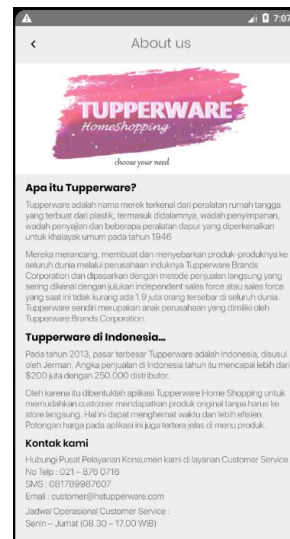 7:07
About us
TUPPERWARE
HomeShopping
choose your need
Apa itu Tupperware?
Tupperware adalah nama merek terkenal dari peralatan rumah tangga
yang terbuat dari plastik, termasuk didalamnya, wadah penyimpanan,
wadah penyajian dan beberapa peralatan dapur yang diperkenalkan
untuk khalayak umum pada tahun 1946
Mereka merancang, membuat dan menyebarkan produk-produknya ke
seluruh dunia melalui perusahaan induknya Tupperware Brands
Corporation dan dipasarkan dengan metode penjualan langsung yang
sering dikenal dengan julukan independent sales force atau sales force
yang saat ini tidak kurang ada 1.9 juta orang tersebar di seluruh dunia.
Tupperware sendiri merupakan anak perusahaan yang dimiliki oleh
Tupperware Brands Corporation.
Tupperware di Indonesia...
Pada tahun 2013, pasar terbesar Tupperware adalah Indonesia, disusul
oleh Jerman. Angka penjualan di Indonesia tahun itu mencapai lebih dari
$200 juta dengan 250.000 distributor.
Oleh karena itu dibentuklah aplikasi Tupperware Home Shopping untuk
memudahkan customer mendapatkan produk original tanpa harus ke
store langsung. Hal ini dapat menghemat waktu dan lebih efisien.
Potongan harga pada aplikasi ini juga tertera jelas di menu produk.
Kontak kami
Hubungi Pusat Pelayanan Konsumen kami di layanan Customer Service
No Telp : 021 – 876 0716
SMS : 081789987607
Email : customer@hstupperware.com
Jadwal Operasional Customer Service :
Senin – Jumat (08.30 – 17.00 WIB)